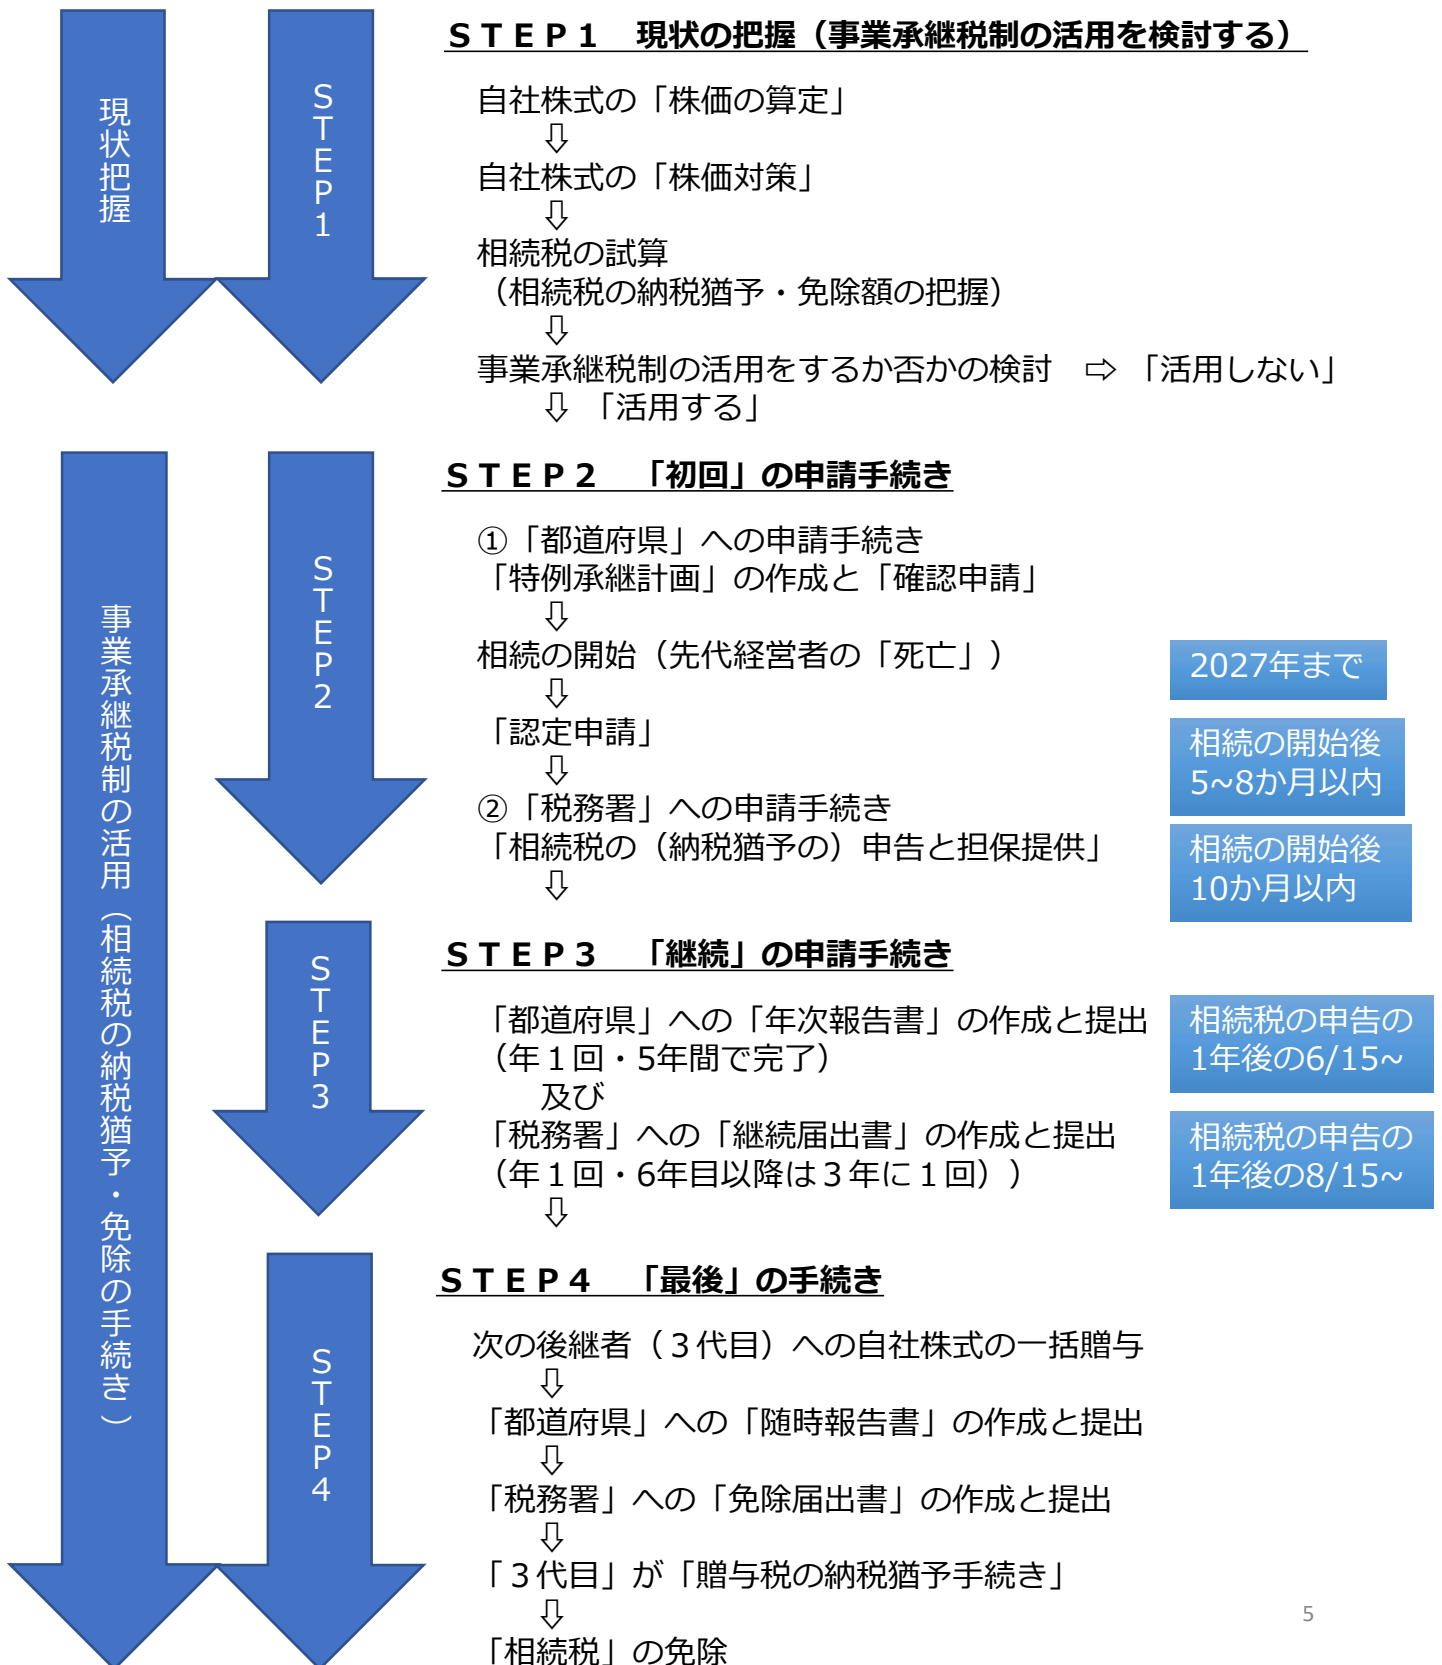 現状把握
STEP1
STEP1 現状の把握（事業承継税制の活用を検討する）
自社株式の「株価の算定」
⇩
自社株式の「株価対策」
⇩
相続税の試算
（相続税の納税猶予・免除額の把握）
⇩
事業承継税制の活用をするか否かの検討 ⇨ 「活用しない」
⇩ 「活用する」
事業承継税制の活用（相続税の納税猶予・免除の手続き）
STEP2
STEP2 「初回」の申請手続き
①「都道府県」への申請手続き
「特例承継計画」の作成と「確認申請」
⇩
相続の開始（先代経営者の「死亡」）
2027年まで
⇩
「認定申請」
相続の開始後
5~8か月以内
⇩
②「税務署」への申請手続き
「相続税の（納税猶予の）申告と担保提供」
相続の開始後
10か月以内
⇩
STEP3
STEP3 「継続」の申請手続き
「都道府県」への「年次報告書」の作成と提出
（年１回・5年間で完了）
相続税の申告の
1年後の6/15~
及び
「税務署」への「継続届出書」の作成と提出
（年１回・6年目以降は３年に１回））
相続税の申告の
1年後の8/15~
⇩
STEP4
STEP4 「最後」の手続き
次の後継者（３代目）への自社株式の一括贈与
⇩
「都道府県」への「随時報告書」の作成と提出
⇩
「税務署」への「免除届出書」の作成と提出
⇩
「３代目」が「贈与税の納税猶予手続き」
⇩
「相続税」の免除
5